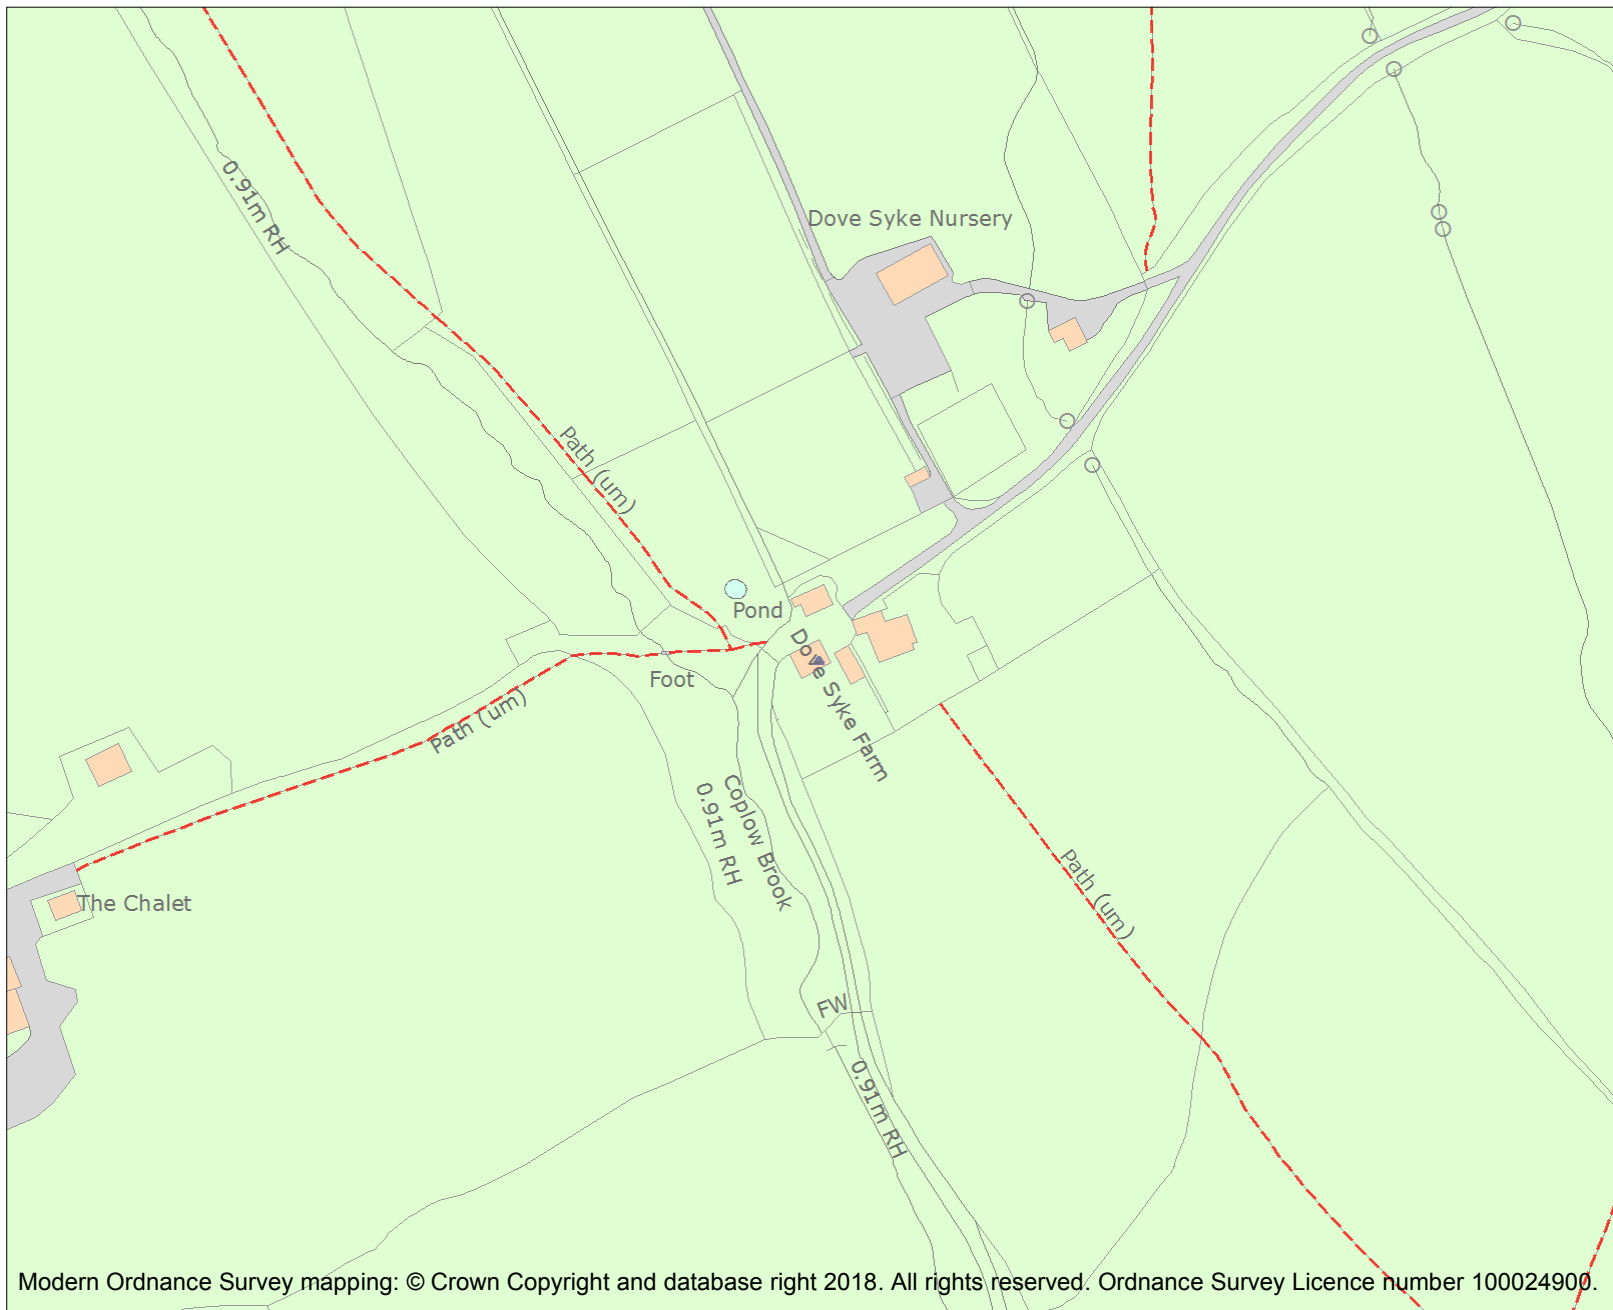 0.91m RH
Dove Syke Nursery
Path (um)
Pond
Dove Syke Farm
Foot
Path (um)
Coplow Brook
0.91m RH
Path (um)
The Chalet
FW
0.91m RH
Modern Ordnance Survey mapping: © Crown Copyright and database right 2018. All rights reserved. Ordnance Survey Licence number 100024900.